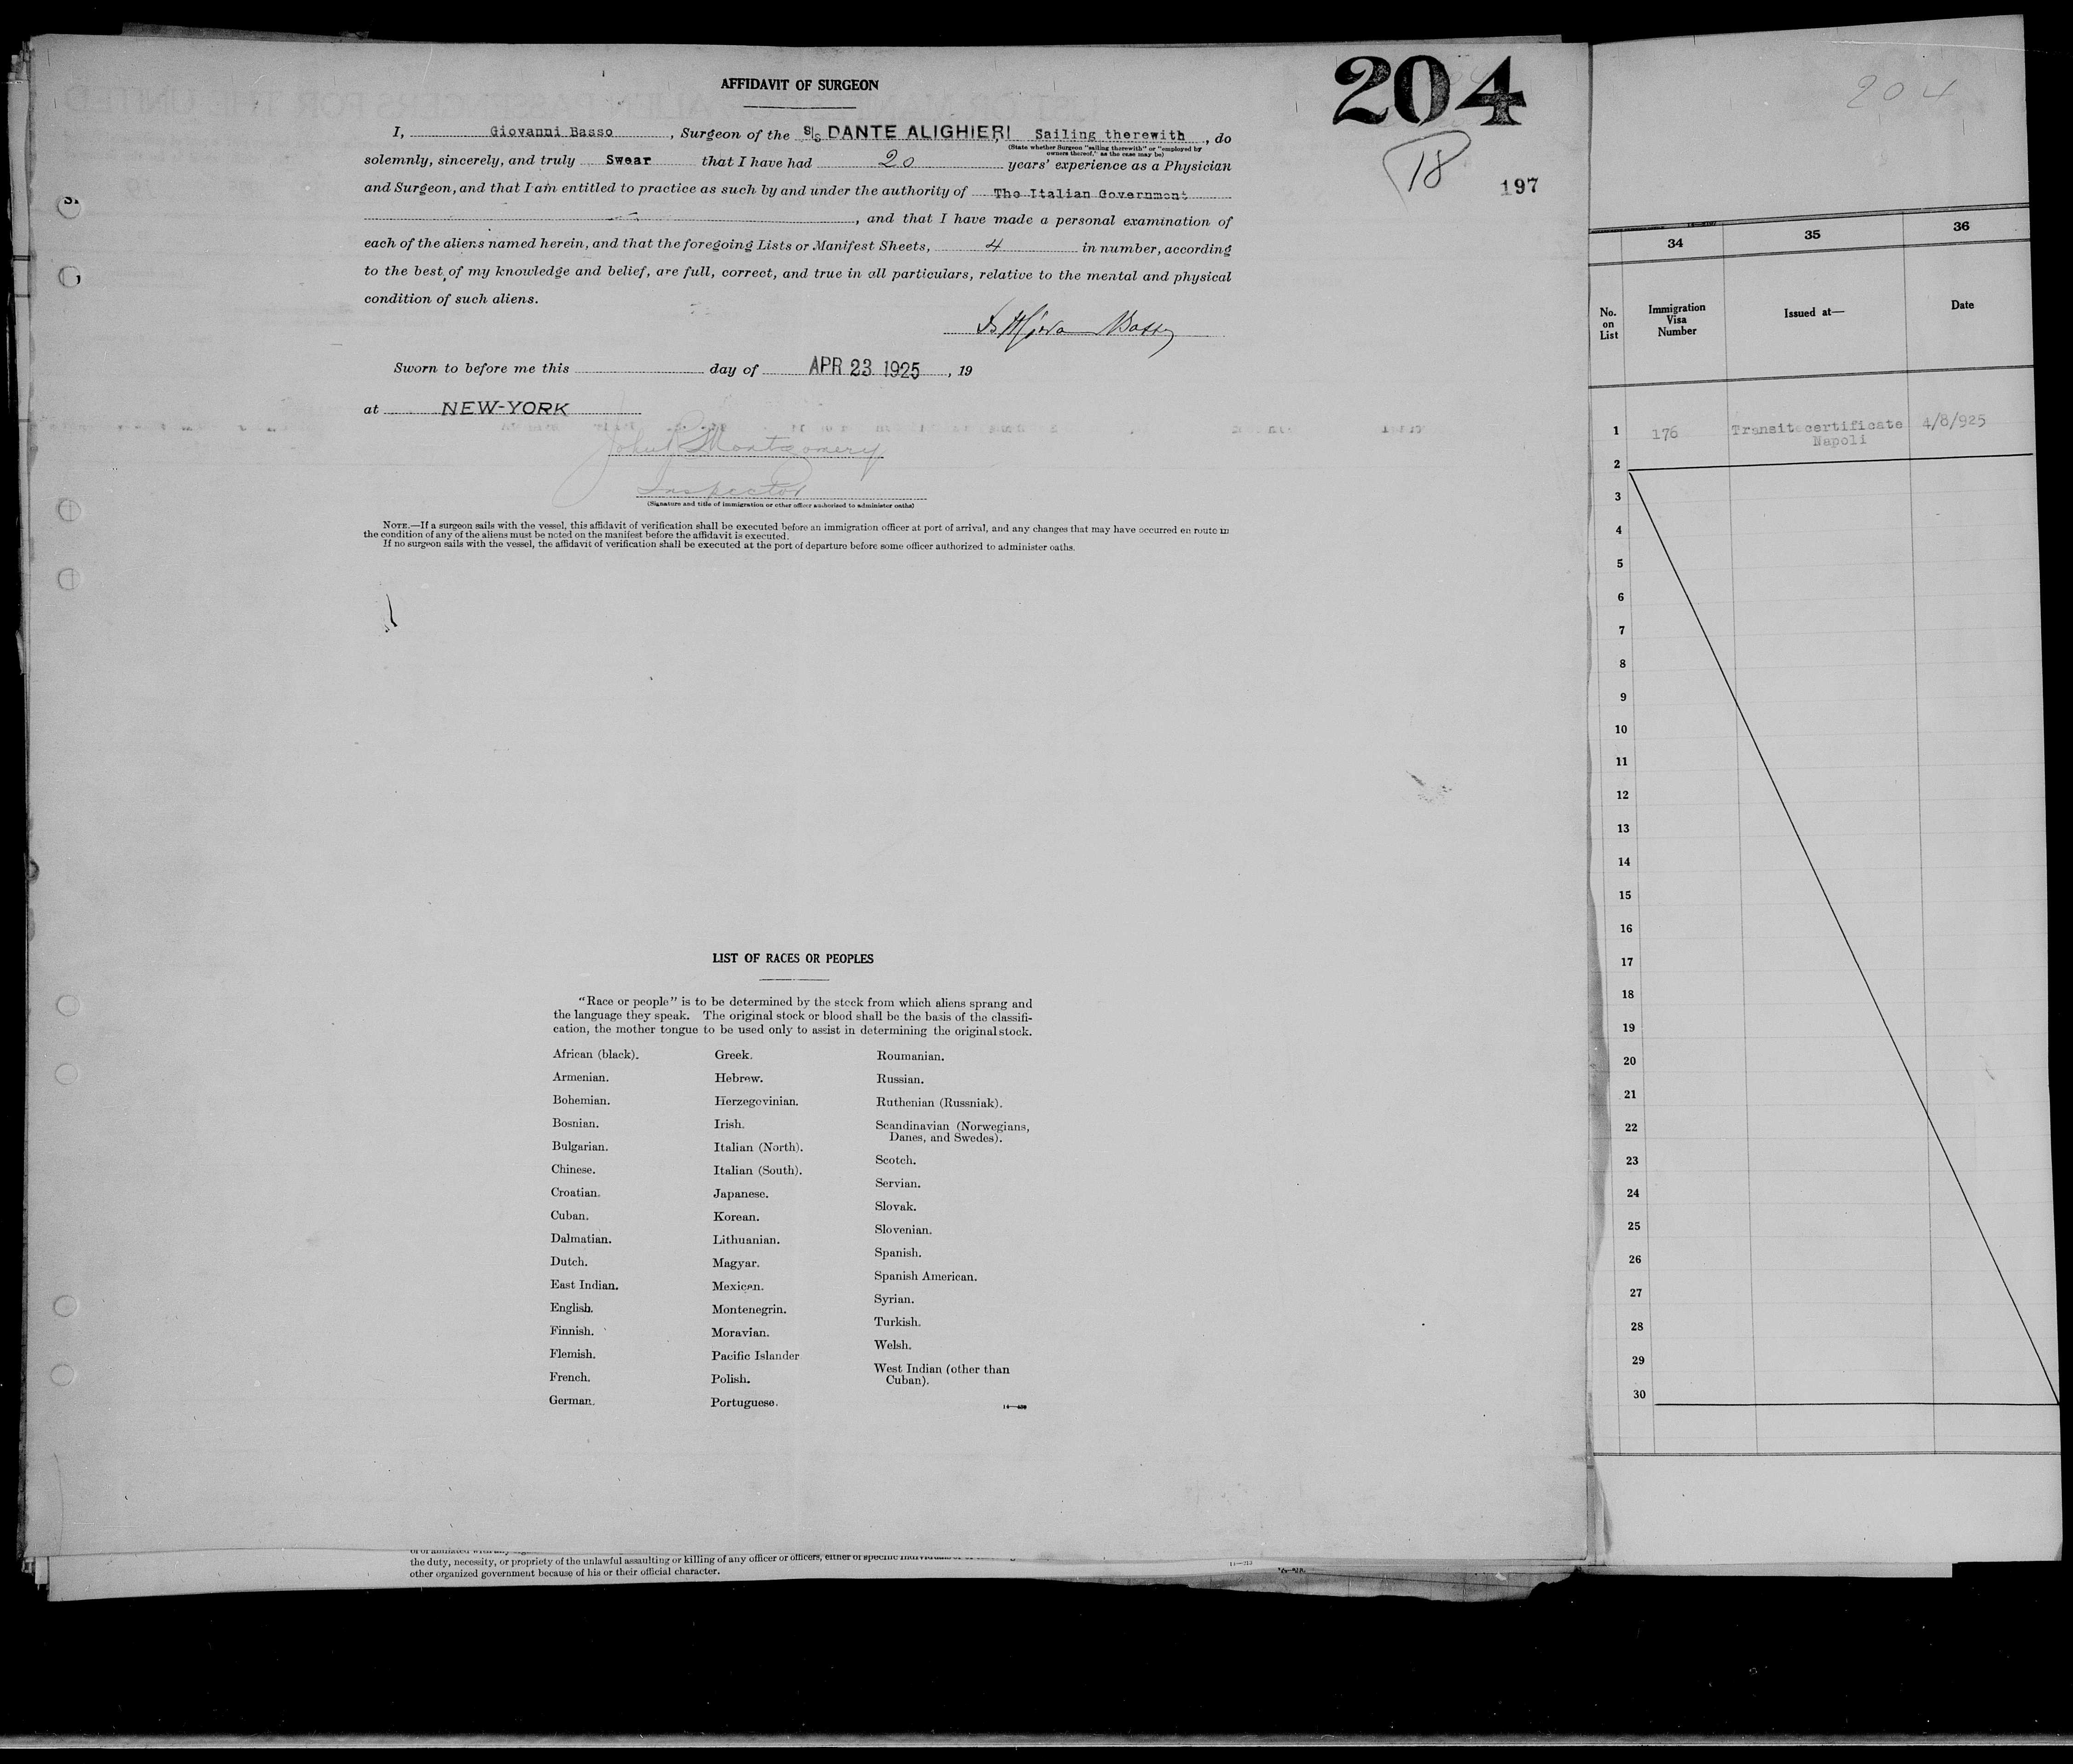 AFFIDAVIT OF SURGEON
204
204
I, Giovanni Basso, Surgeon of the S/S DANTE ALIGHIERI, Sailing therewith, do
(State whether Surgeon "sailing therewith" or "employed by
owners thereof," as the case may be)
solemnly, sincerely, and truly Swear that I have had 20 years' experience as a Physician
and Surgeon, and that I am entitled to practice as such by and under the authority of The Italian Government
197
, and that I have made a personal examination of
each of the aliens named herein, and that the foregoing Lists or Manifest Sheets, 4 in number, according
to the best of my knowledge and belief, are full, correct, and true in all particulars, relative to the mental and physical
condition of such aliens.
Sworn to before me this day of APR 23 1925, 19
at NEW-YORK
John Montgomery
Inspector
(Signature and title of immigration or other officer authorized to administer oaths)
NOTE.—If a surgeon sails with the vessel, this affidavit of verification shall be executed before an immigration officer at port of arrival, and any changes that may have occurred en route in
the condition of any of the aliens must be noted on the manifest before the affidavit is executed.
If no surgeon sails with the vessel, the affidavit of verification shall be executed at the port of departure before some officer authorized to administer oaths.
LIST OF RACES OR PEOPLES
"Race or people" is to be determined by the stock from which aliens sprang and
the language they speak. The original stock or blood shall be the basis of the classifi-
cation, the mother tongue to be used only to assist in determining the original stock.
African (black).
Armenian.
Bohemian.
Bosnian.
Bulgarian.
Chinese.
Croatian.
Cuban.
Dalmatian.
Dutch.
East Indian.
English.
Finnish.
Flemish.
French.
German.
Greek.
Hebrew.
Herzegovinian.
Irish.
Italian (North).
Italian (South).
Japanese.
Korean.
Lithuanian.
Magyar.
Mexican.
Montenegrin.
Moravian.
Pacific Islander
Polish.
Portuguese.
Roumanian.
Russian.
Ruthenian (Russniak).
Scandinavian (Norwegians,
Danes, and Swedes).
Scotch.
Servian.
Slovak.
Slovenian.
Spanish.
Spanish American.
Syrian.
Turkish.
Welsh.
West Indian (other than
Cuban).
the duty, necessity, or propriety of the unlawful assaulting or killing of any officer or officers, either of specific
other organized government because of his or their official character.
34 35 36
No. on List
Immigration Visa Number
Issued at—
Date
1 176 Transit certificate 4/8/925
Napoli
2
3
4
5
6
7
8
9
10
11
12
13
14
15
16
17
18
19
20
21
22
23
24
25
26
27
28
29
30